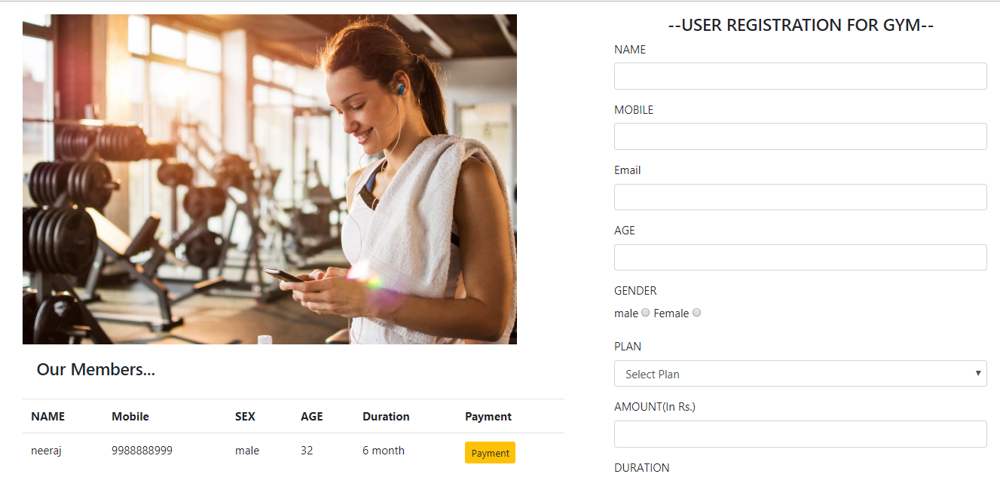 --USER REGISTRATION FOR GYM--
NAME
MOBILE
Email
AGE
GENDER
male Female
PLAN
Select Plan
AMOUNT(In Rs.)
DURATION
Our Members...
NAME Mobile SEX AGE Duration Payment
neeraj 9988888999 male 32 6 month Payment